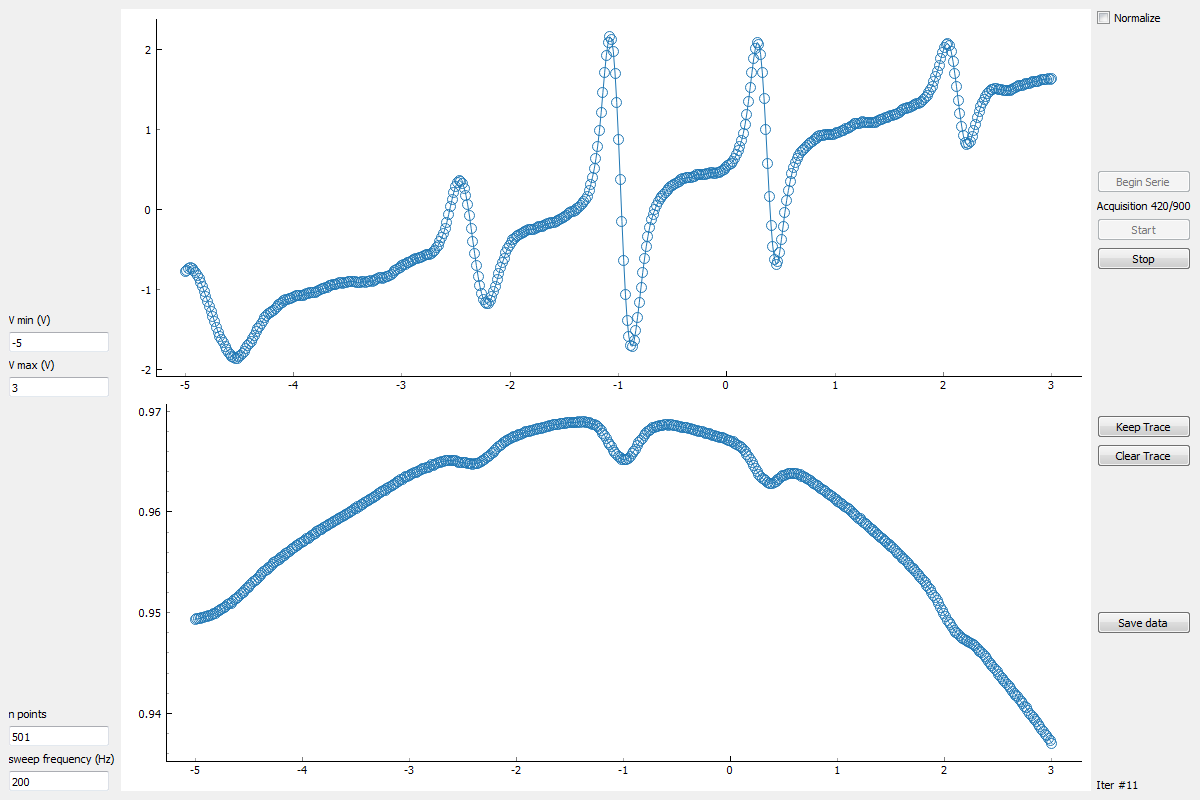 Normalize
2
1
0
-1
-2
-5 -4 -3 -2 -1 0 1 2 3
Begin Serie
Acquisition 420/900
Start
Stop
V min (V)
-5
V max (V)
3
0.97
0.96
0.95
0.94
-5 -4 -3 -2 -1 0 1 2 3
Keep Trace
Clear Trace
Save data
n points
501
sweep frequency (Hz)
200
Iter #11